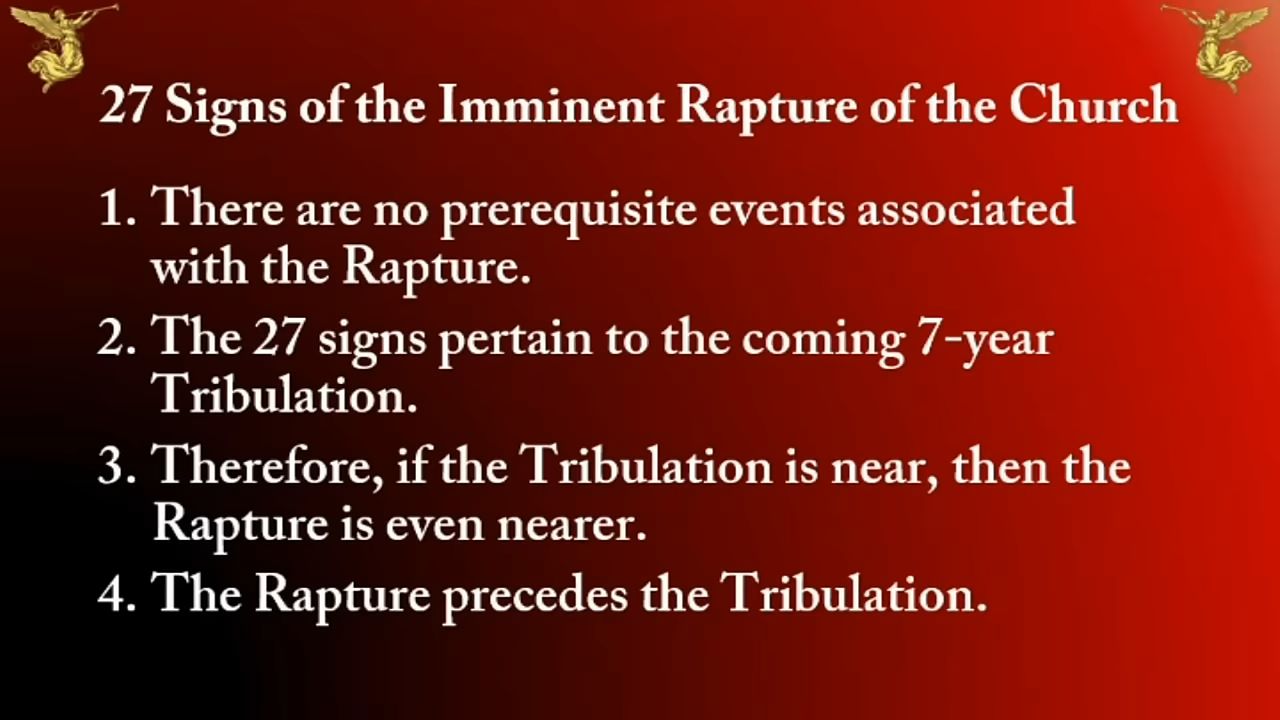 27 Signs of the Imminent Rapture of the Church
1. There are no prerequisite events associated
with the Rapture.
2. The 27 signs pertain to the coming 7-year
Tribulation.
3. Therefore, if the Tribulation is near, then the
Rapture is even nearer.
4. The Rapture precedes the Tribulation.